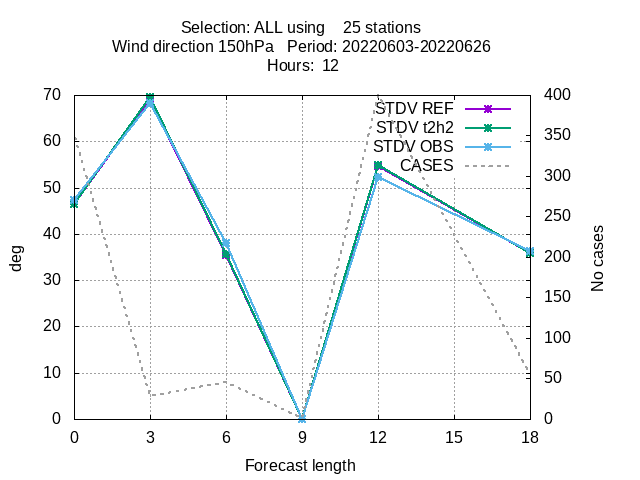 Selection: ALL using    25 stations
Wind direction 150hPa   Period: 20220603-20220626
Hours:  12
STDV REF
STDV t2h2
STDV OBS
CASES
deg
70
60
50
40
30
20
10
0
400
350
300
250
200
150
100
50
0
No cases
0 3 6 9 12 15 18
Forecast length